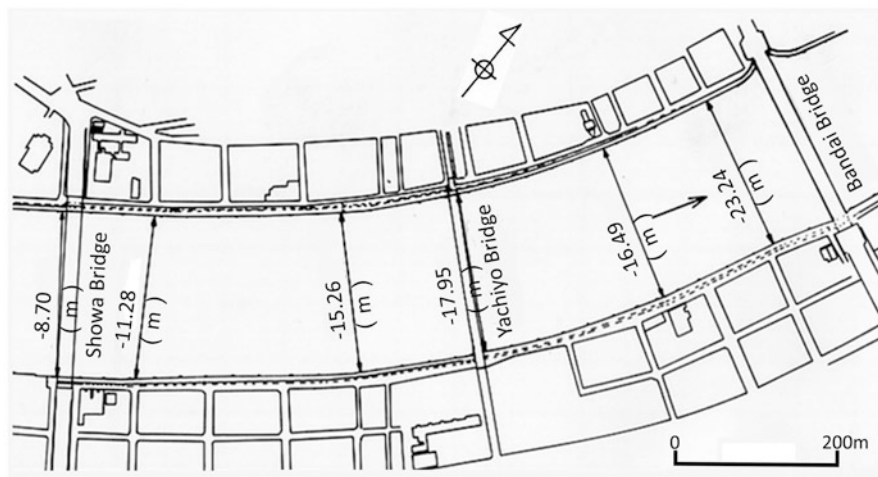 -8.70
( m )
Showa Bridge
-11.28
( m )
-15.26
( m )
-17.95
( m )
Yachiyo Bridge
-16.49
( m )
-23.24
( m )
Bandai Bridge
0
200m